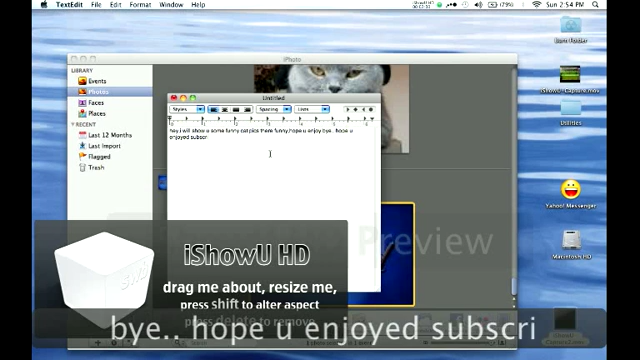 TextEdit File Edit Format Window Help
(79%) Sun 2:54 PM
iPhoto
LIBRARY
Events
Photos
Faces
Places
RECENT
Last 12 Months
Last Import
Flagged
Trash
Untitled
Styles Spacing Lists
hey i will show u some funny cat pics there funny,hope u enjoy bye.. hope u
enjoyed subscri
Utilities
Yahoo! Messenger
Macintosh HD
Preview
iShowU HD
drag me about, resize me,
press shift to alter aspect
press delete to remove
bye.. hope u enjoyed subscri